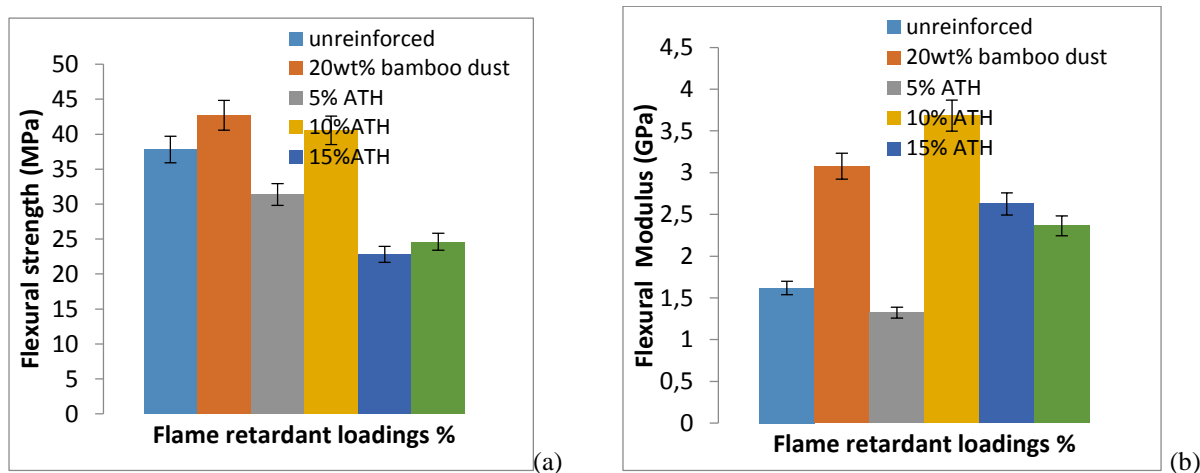 Flexural strength (MPa)
50
45
40
35
30
25
20
15
10
5
0
unreinforced
20wt% bamboo dust
5% ATH
10%ATH
15%ATH
Flame retardant loadings %
(a)
Flexural Modulus (GPa)
4,5
4
3,5
3
2,5
2
1,5
1
0,5
0
unreinforced
20wt% bamboo dust
5% ATH
10% ATH
15% ATH
Flame retardant loadings %
(b)